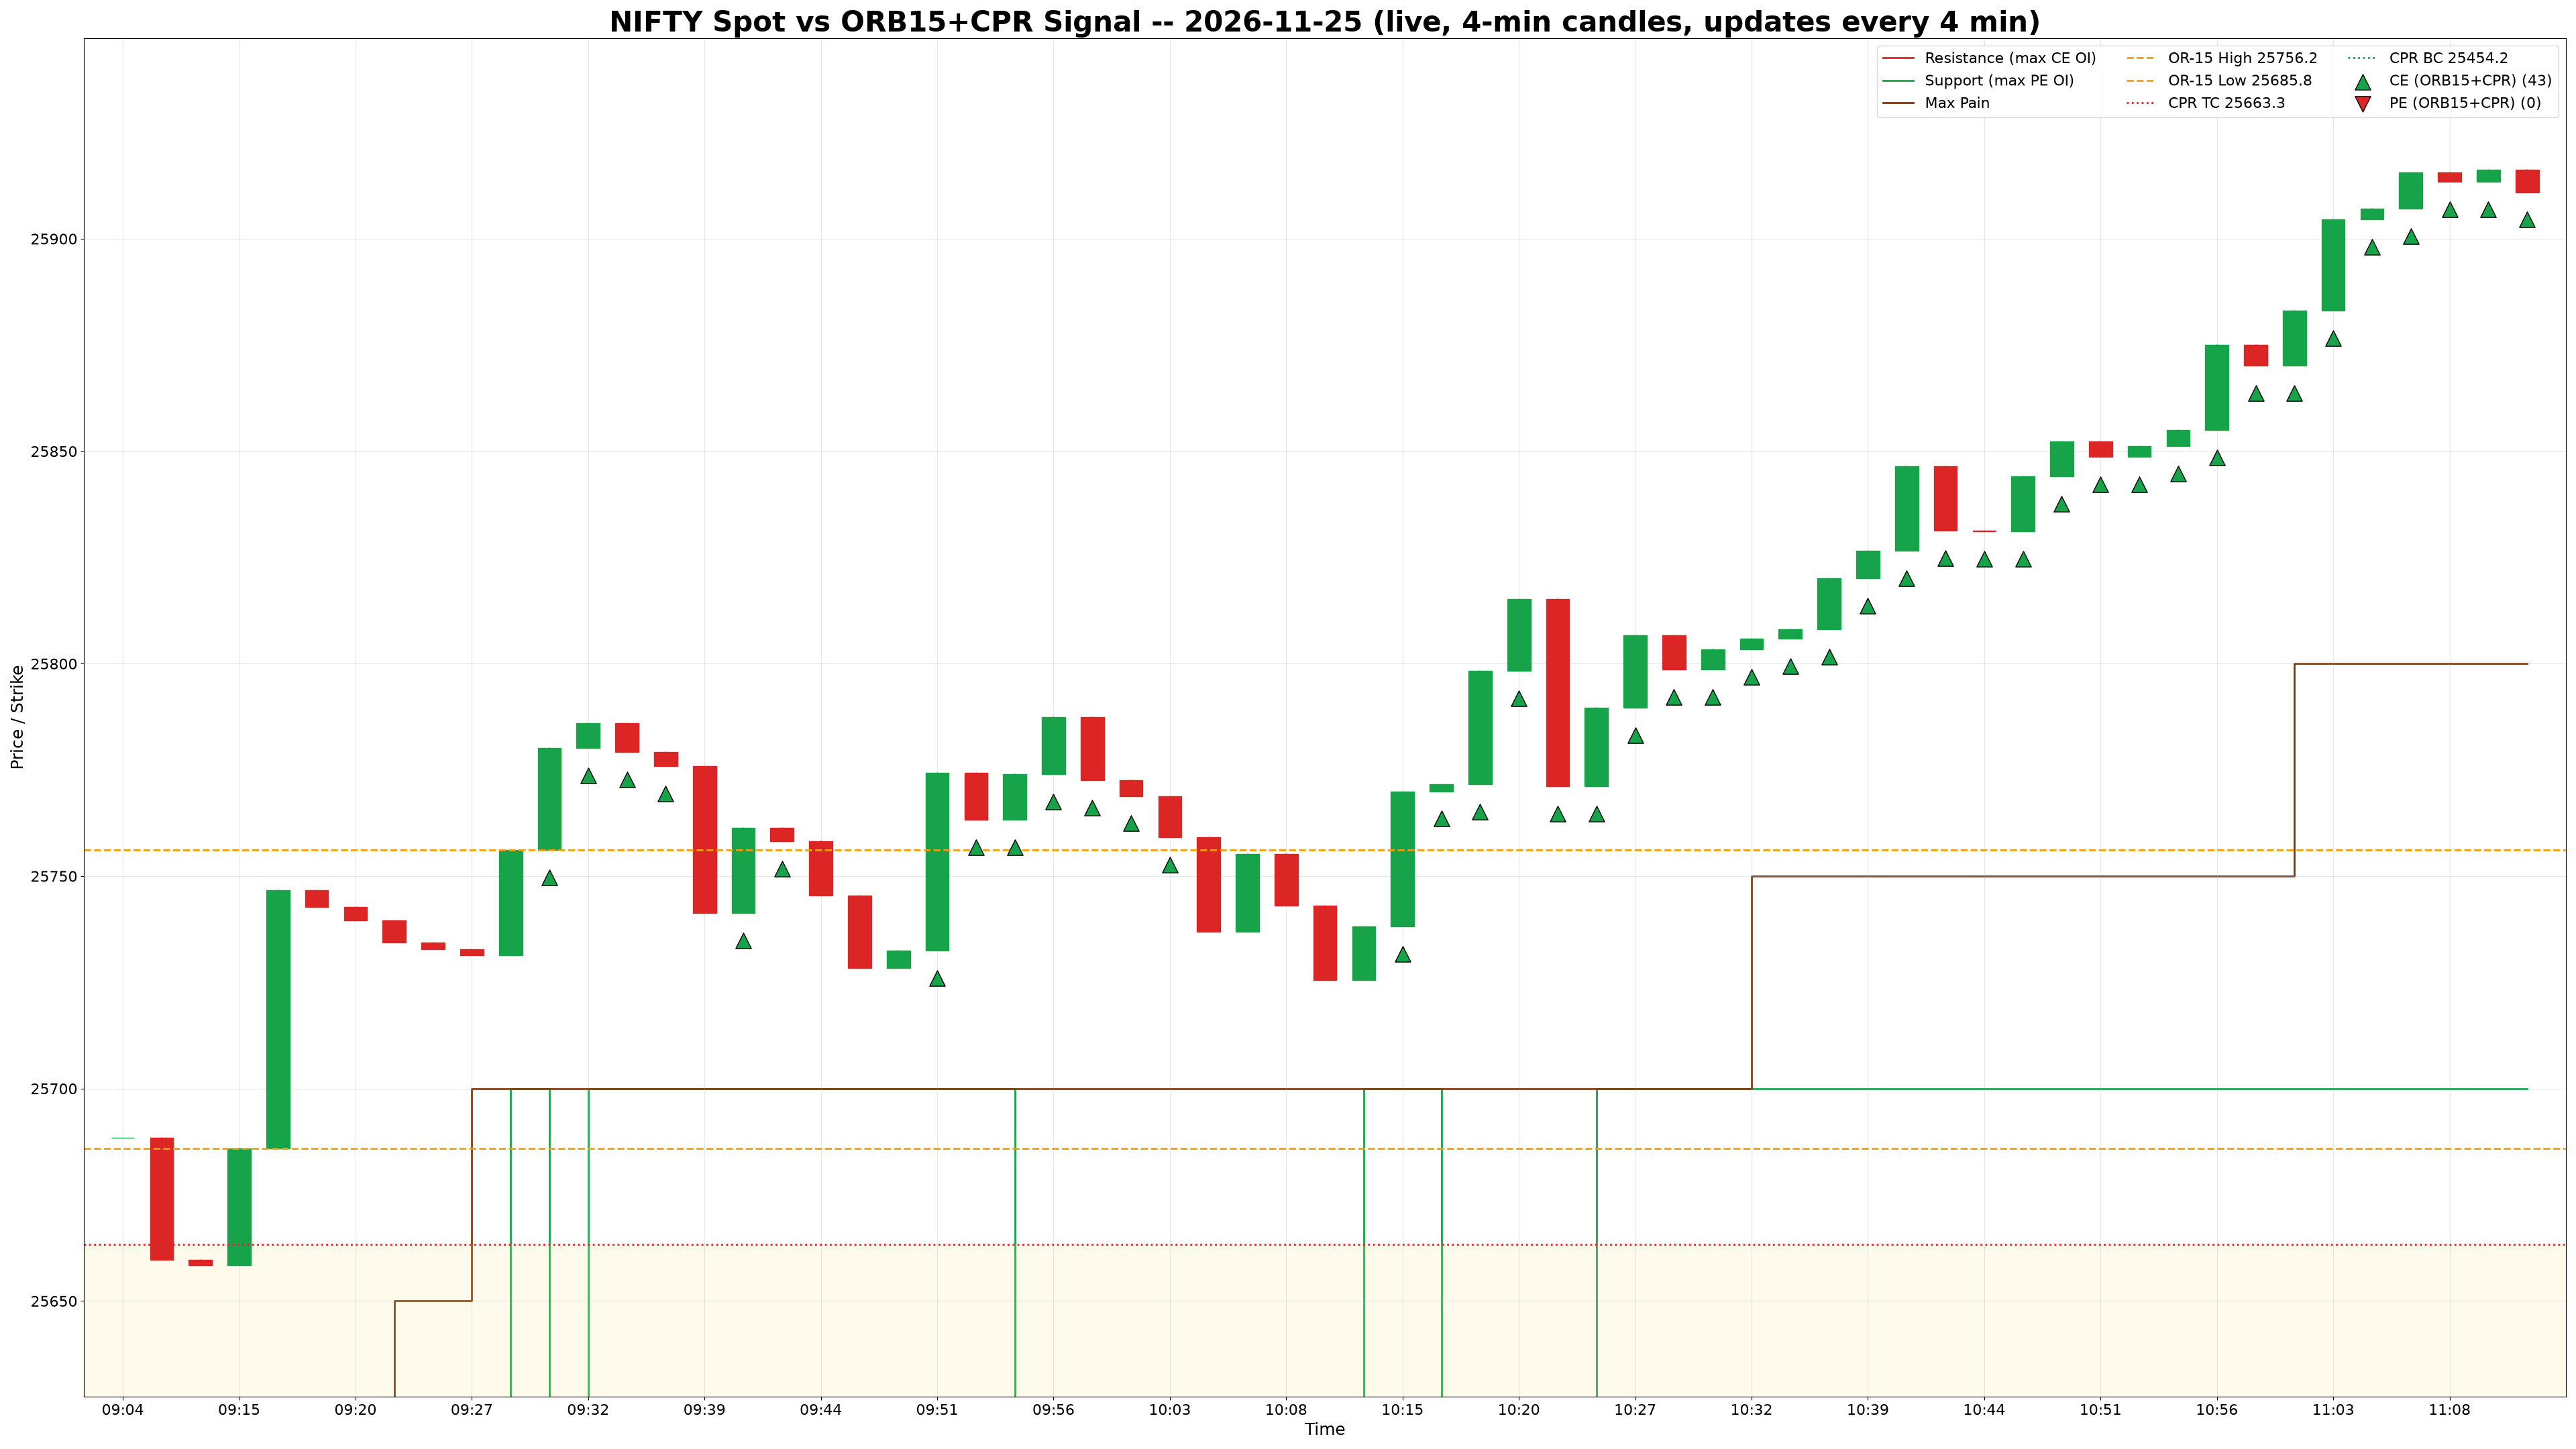 NIFTY Spot vs ORB15+CPR Signal -- 2026-11-25 (live, 4-min candles, updates every 4 min)
Resistance (max CE OI)
Support (max PE OI)
Max Pain
OR-15 High 25756.2
OR-15 Low 25685.8
CPR TC 25663.3
CPR BC 25454.2
CE (ORB15+CPR) (43)
PE (ORB15+CPR) (0)
Price / Strike
25900
25850
25800
25750
25700
25650
09:04 09:15 09:20 09:27 09:32 09:39 09:44 09:51 09:56 10:03 10:08 10:15 10:20 10:27 10:32 10:39 10:44 10:51 10:56 11:03 11:08
Time